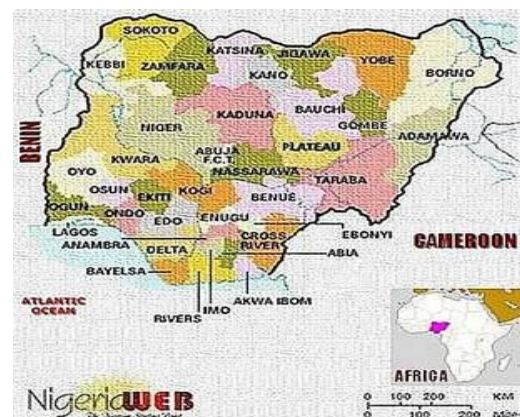 SOKOTO
KATSINA
JIGAWA
YOBE
BORNO
KEBBI
ZAMFARA
KANO
KADUNA
BAUCHI
GOMBE
ADAMAWA
BENIN
NIGER
ABUJA
F.C.T.
PLATEAU
KWARA
NASSARAWA
TARABA
OYO
OSUN
EKITI
KOGI
BENUE
OGUN
ONDO
EDO
ENUGU
LAGOS
ANAMBRA
DELTA
CROSS
RIVER
EBONYI
ABIA
CAMEROON
BAYELSA
IMO
AKWA IBOM
RIVERS
ATLANTIC
OCEAN
AFRICA
NigeriaWEB
100 0 100 200 KM
0 100 200